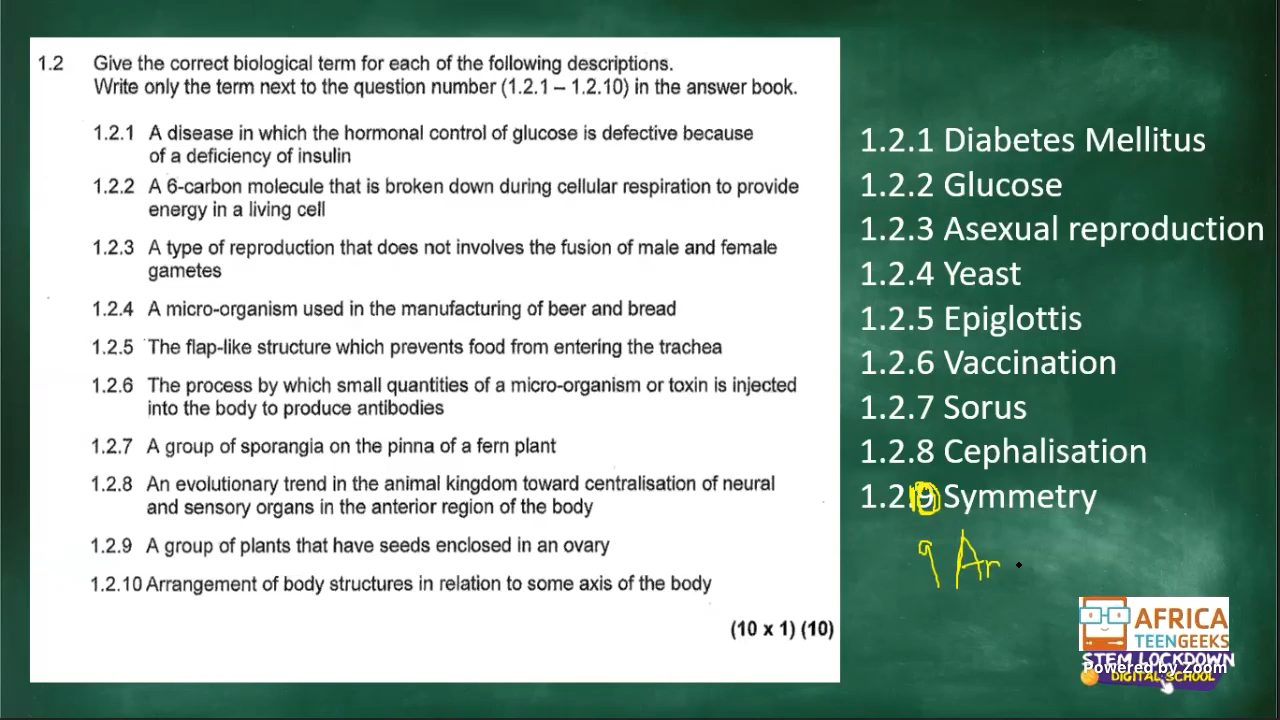 1.2 Give the correct biological term for each of the following descriptions.
Write only the term next to the question number (1.2.1 – 1.2.10) in the answer book.
1.2.1 A disease in which the hormonal control of glucose is defective because
of a deficiency of insulin
1.2.2 A 6-carbon molecule that is broken down during cellular respiration to provide
energy in a living cell
1.2.3 A type of reproduction that does not involves the fusion of male and female
gametes
1.2.4 A micro-organism used in the manufacturing of beer and bread
1.2.5 The flap-like structure which prevents food from entering the trachea
1.2.6 The process by which small quantities of a micro-organism or toxin is injected
into the body to produce antibodies
1.2.7 A group of sporangia on the pinna of a fern plant
1.2.8 An evolutionary trend in the animal kingdom toward centralisation of neural
and sensory organs in the anterior region of the body
1.2.9 A group of plants that have seeds enclosed in an ovary
1.2.10 Arrangement of body structures in relation to some axis of the body
(10 x 1) (10)
1.2.1 Diabetes Mellitus
1.2.2 Glucose
1.2.3 Asexual reproduction
1.2.4 Yeast
1.2.5 Epiglottis
1.2.6 Vaccination
1.2.7 Sorus
1.2.8 Cephalisation
1.2.10 Symmetry
9 An
AFRICA
TEENGEEKS
STEM LOCKDOWN
Powered by Zoom
DIGITAL SCHOOL